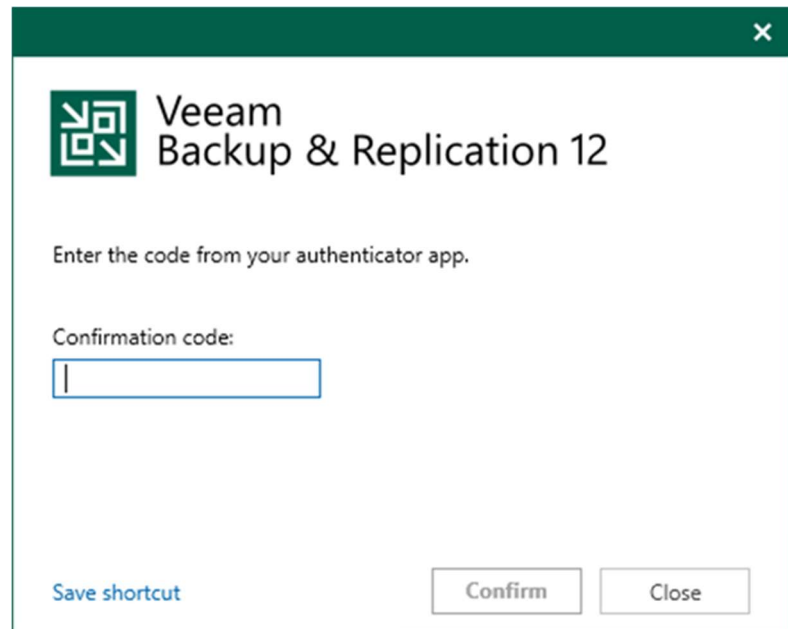 Veeam
Backup & Replication 12
Enter the code from your authenticator app.
Confirmation code:
Save shortcut
Confirm
Close